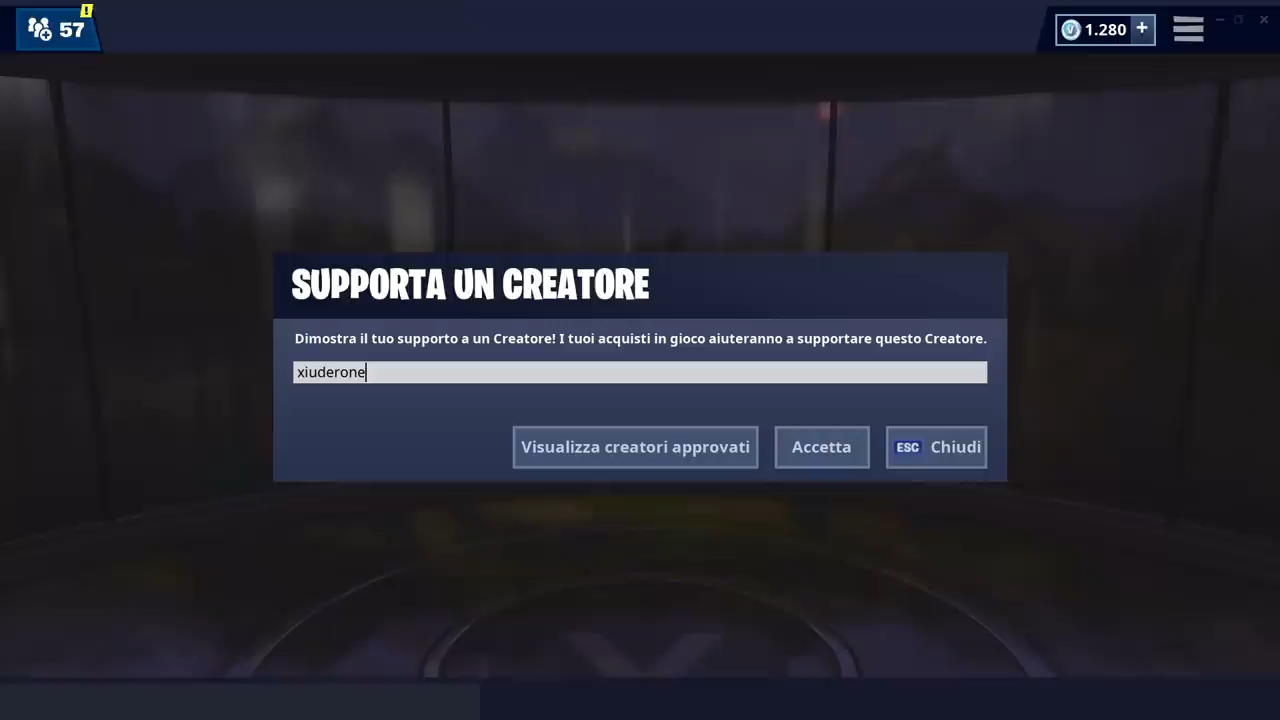 57
!
1.280 +
SUPPORTA UN CREATORE
Dimostra il tuo supporto a un Creatore! I tuoi acquisti in gioco aiuteranno a supportare questo Creatore.
xiuderone
Visualizza creatori approvati
Accetta
ESC Chiudi